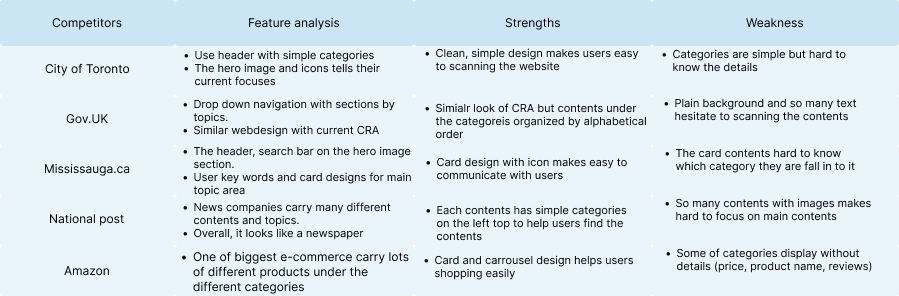 Competitors
Feature analysis
Strengths
Weakness
City of Toronto
• Use header with simple categories
• The hero image and icons tells their
current focuses
• Clean, simple design makes users easy
to scanning the website
• Categories are simple but hard to
know the details
Gov.UK
• Drop down navigation with sections by
topics.
• Similar webdesign with current CRA
• Simialr look of CRA but contents under
the categoreis organized by alphabetical
order
• Plain background and so many text
hesitate to scanning the contents
Mississauga.ca
• The header, search bar on the hero image
section.
• User key words and card designs for main
topic area
• Card design with icon makes easy to
communicate with users
• The card contents hard to know
which category they are fall in to it
National post
• News companies carry many different
contents and topics.
• Overall, it looks like a newspaper
• Each contents has simple categories
on the left top to help users find the
contents
• So many contents with images makes
hard to focus on main contents
Amazon
• One of biggest e-commerce carry lots
of different products under the
different categories
• Card and carrousel design helps users
shopping easily
• Some of categories display without
details (price, product name, reviews)